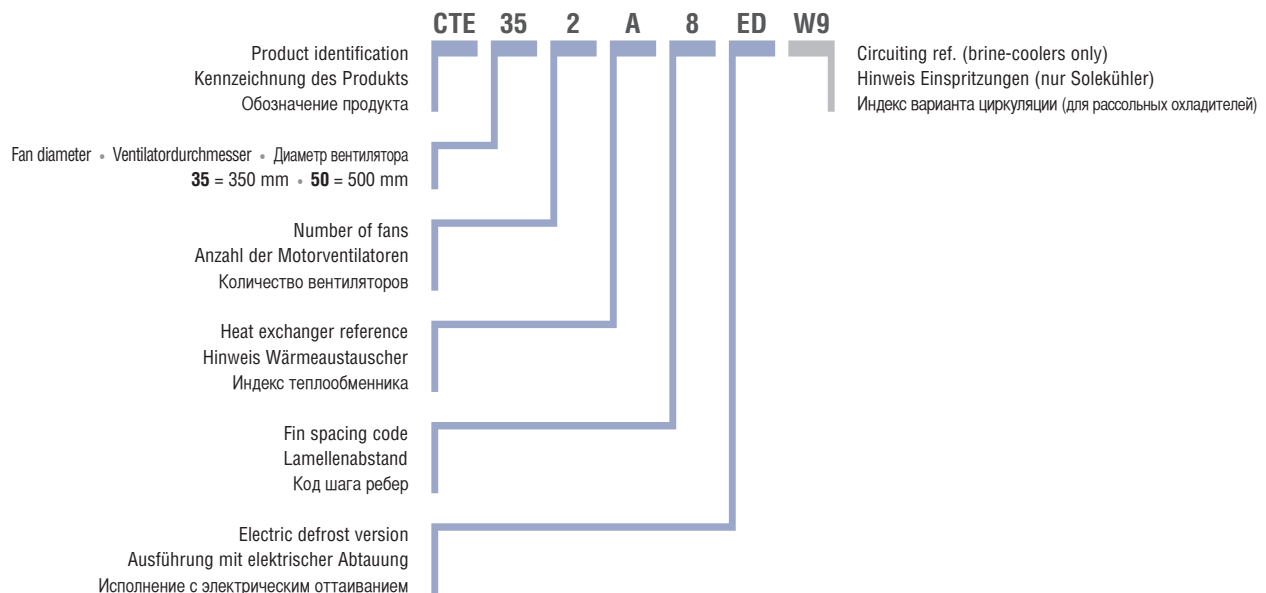 CTE 35 2 A 8 ED W9
Product identification
Kennzeichnung des Produkts
Обозначение продукта
Circuiting ref. (brine-coolers only)
Hinweis Einspritzungen (nur Solekühler)
Индекс варианта циркуляции (для рассольных охладителей)
Fan diameter • Ventilatordurchmesser • Диаметр вентилятора
35 = 350 mm • 50 = 500 mm
Number of fans
Anzahl der Motorventilatoren
Количество вентиляторов
Heat exchanger reference
Hinweis Wärmeaustauscher
Индекс теплообменника
Fin spacing code
Lamellenabstand
Код шага ребер
Electric defrost version
Ausführung mit elektrischer Abtauung
Исполнение с электрическим оттаиванием